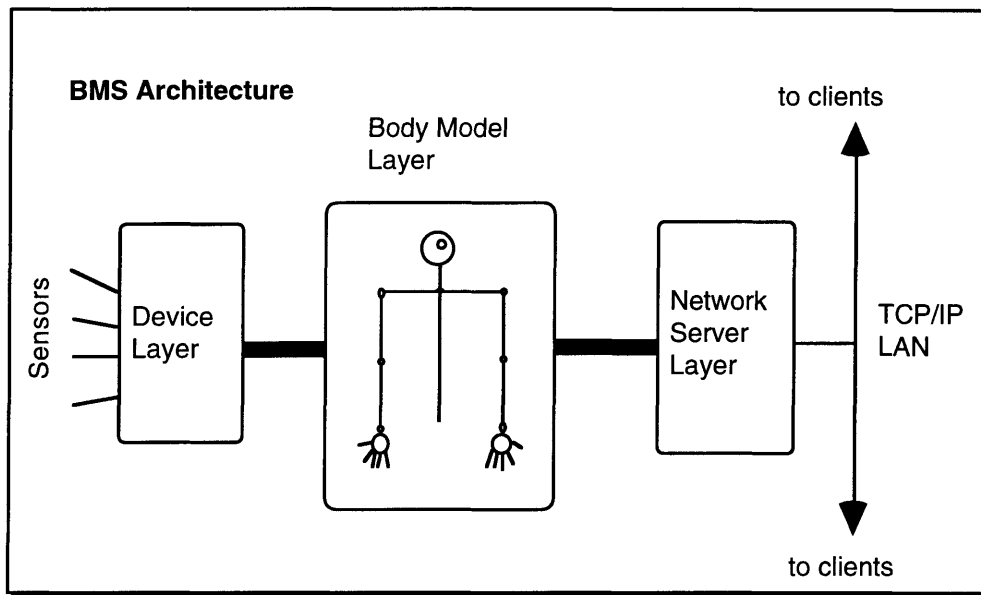 BMS Architecture
to clients
Body Model
Layer
Sensors
Device
Layer
Network
Server
Layer
TCP/IP
LAN
to clients